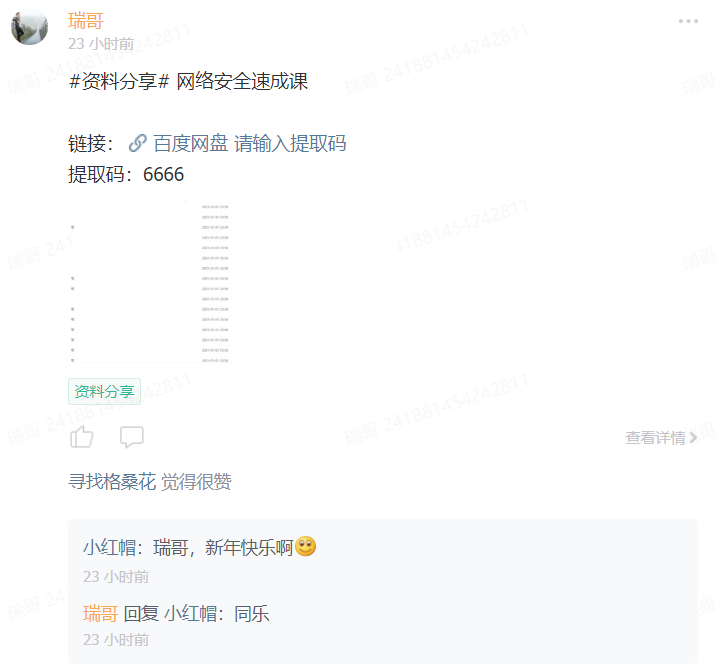 瑞哥
23 小时前
#资料分享# 网络安全速成课
链接： 百度网盘 请输入提取码
提取码：6666
资料分享
查看详情
寻找格桑花 觉得很赞
小红帽：瑞哥，新年快乐啊
23 小时前
瑞哥 回复 小红帽：同乐
23 小时前
瑞哥 241881454242811